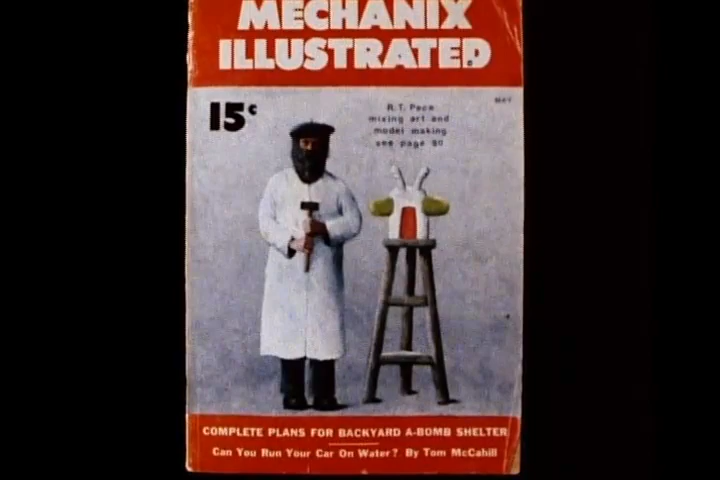 MECHANIX
ILLUSTRATED
15¢
MAY
R.T. Pece
mixing art and
model making
see page 80
COMPLETE PLANS FOR BACKYARD A-BOMB SHELTER
Can You Run Your Car On Water? By Tom McCahill